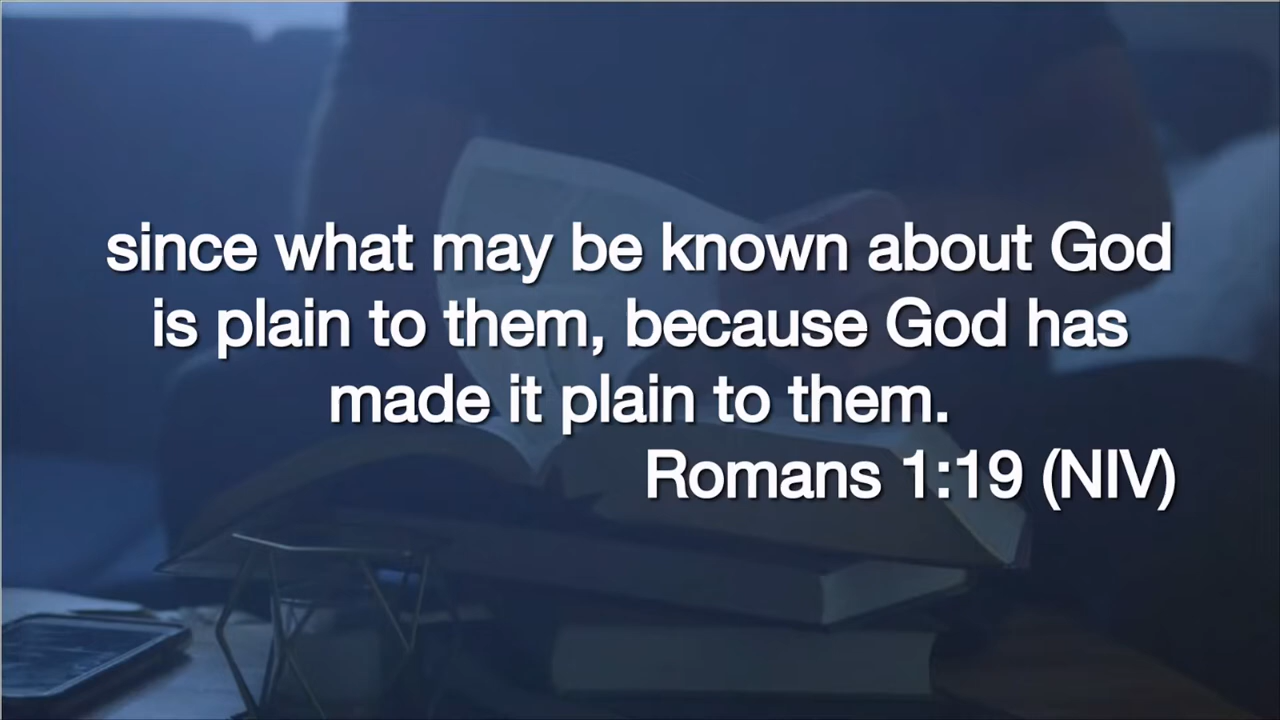 since what may be known about God
is plain to them, because God has
made it plain to them.
Romans 1:19 (NIV)